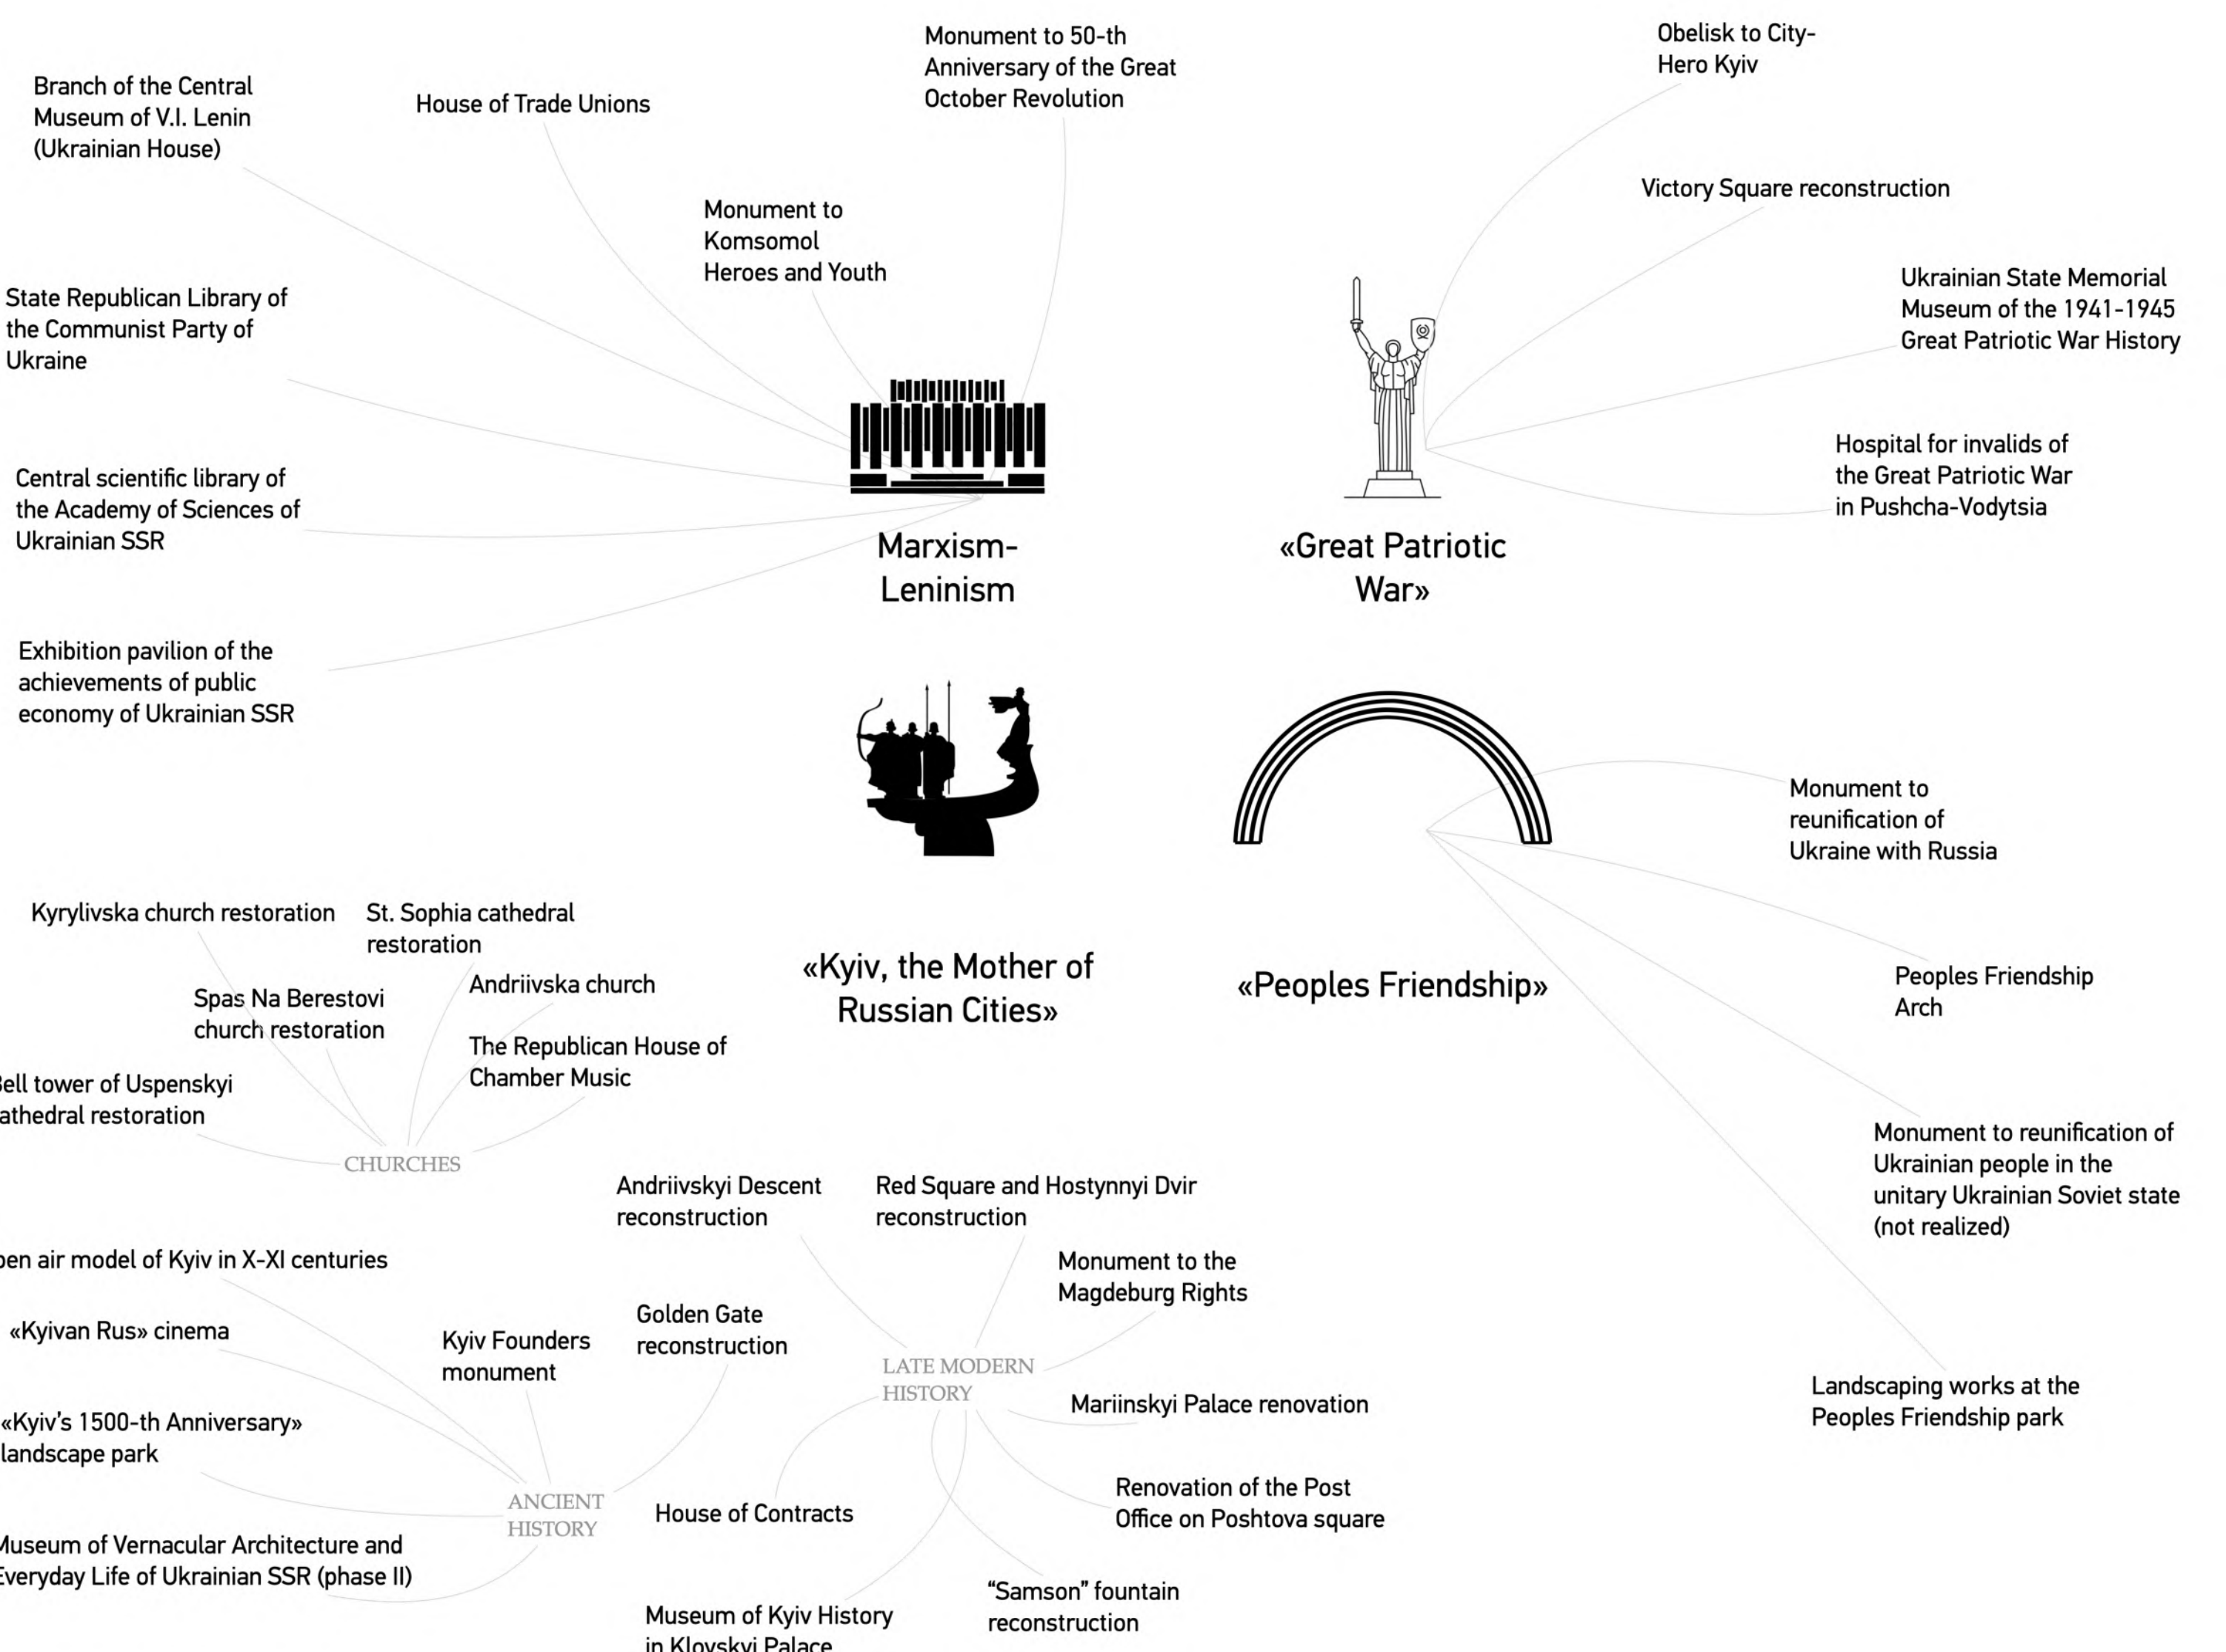 Branch of the Central
Museum of V.I. Lenin
(Ukrainian House)
House of Trade Unions
Monument to 50-th
Anniversary of the Great
October Revolution
Monument to
Komsomol
Heroes and Youth
State Republican Library of
the Communist Party of
Ukraine
Central scientific library of
the Academy of Sciences of
Ukrainian SSR
Exhibition pavilion of the
achievements of public
economy of Ukrainian SSR
Marxism-
Leninism
Obelisk to City-
Hero Kyiv
Victory Square reconstruction
Ukrainian State Memorial
Museum of the 1941-1945
Great Patriotic War History
Hospital for invalids of
the Great Patriotic War
in Pushcha-Vodytsia
«Great Patriotic
War»
«Kyiv, the Mother of
Russian Cities»
«Peoples Friendship»
Monument to
reunification of
Ukraine with Russia
Peoples Friendship
Arch
Monument to reunification of
Ukrainian people in the
unitary Ukrainian Soviet state
(not realized)
Landscaping works at the
Peoples Friendship park
Kyrylivska church restoration
St. Sophia cathedral
restoration
Spas Na Berestovi
church restoration
Andriivska church
The Republican House of
Chamber Music
ell tower of Uspenskyi
athedral restoration
CHURCHES
pen air model of Kyiv in X-XI centuries
«Kyivan Rus» cinema
Kyiv Founders
monument
Golden Gate
reconstruction
«Kyiv's 1500-th Anniversary»
landscape park
ANCIENT
HISTORY
Museum of Vernacular Architecture and
Everyday Life of Ukrainian SSR (phase II)
Andriivskyi Descent
reconstruction
Red Square and Hostynnyi Dvir
reconstruction
Monument to the
Magdeburg Rights
LATE MODERN
HISTORY
Mariinskyi Palace renovation
House of Contracts
Renovation of the Post
Office on Poshtova square
"Samson" fountain
reconstruction
Museum of Kyiv History
in Klovskyi Palace